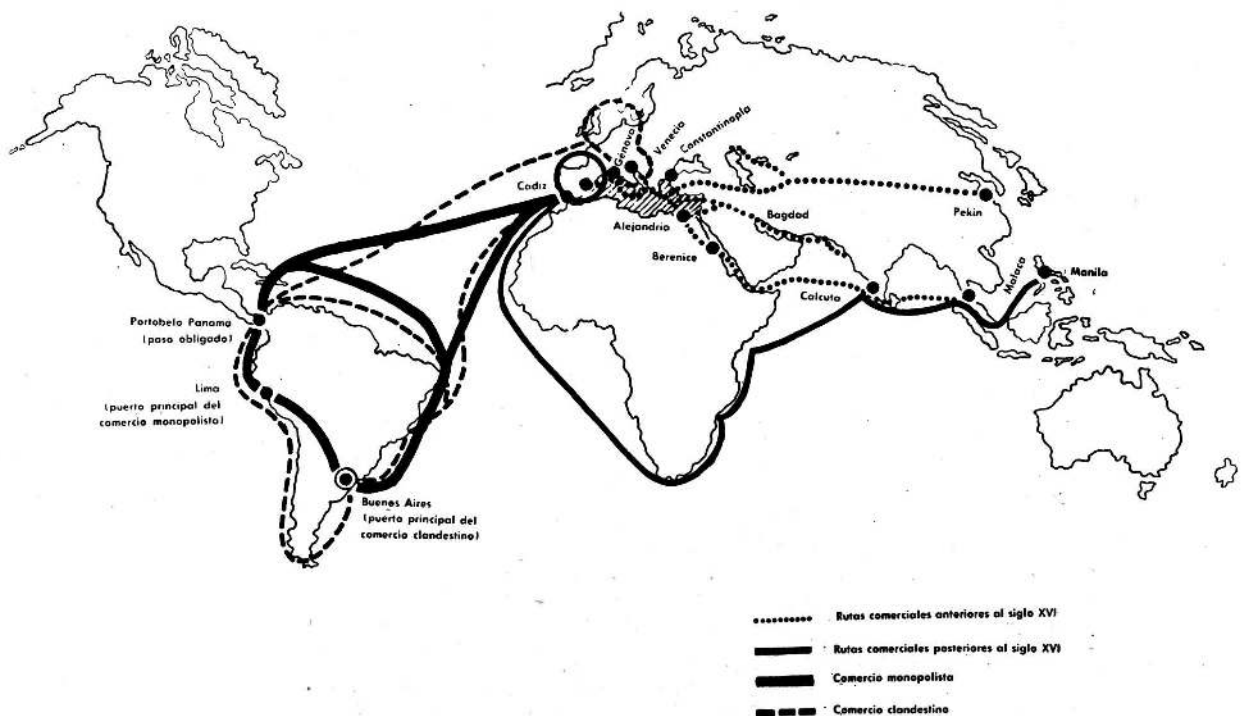 Génova
Venecia
Constantinopla
Cadiz
Alejandria
Bagdad
Pekin
Berenice
Calcuta
Malaca
Manila
Portobelo Panama
(paso obligado)
Lima
(puerto principal del
comercio monopolista)
Buenos Aires
(puerto principal del
comercio clandestino)
Rutas comerciales anteriores al siglo XVI
Rutas comerciales posteriores al siglo XVI
Comercio monopolista
Comercio clandestino